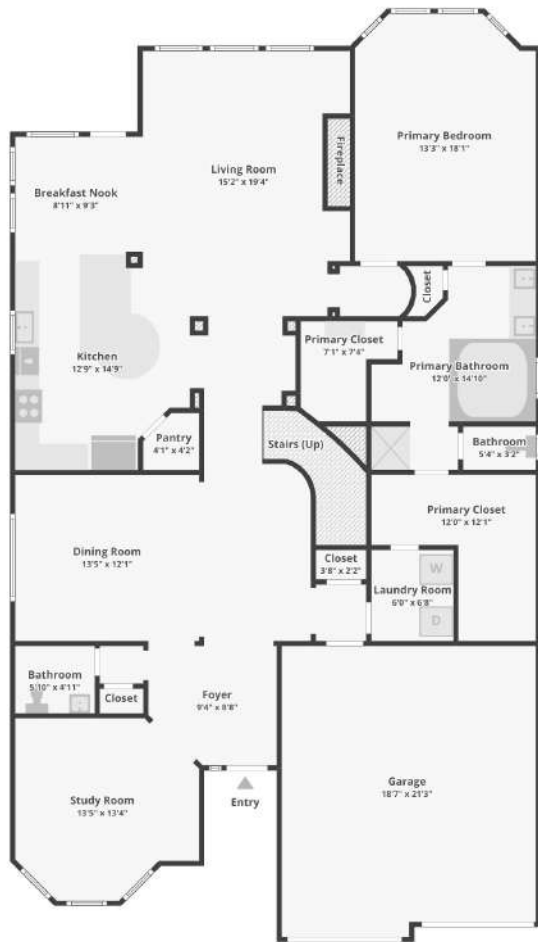 Primary Bedroom
13'3" x 18'1"
Living Room
15'2" x 19'4"
Fireplace
Breakfast Nook
8'11" x 9'3"
Closet
Primary Closet
7'1" x 7'4"
Kitchen
12'9" x 14'9"
Primary Bathroom
12'0" x 14'10"
Pantry
4'1" x 4'2"
Stairs (Up)
Bathroom
5'4" x 3'2"
Primary Closet
12'0" x 12'1"
Dining Room
13'5" x 12'1"
Closet
3'8" x 2'2"
W
Laundry Room
6'0" x 6'8"
D
Bathroom
5'10" x 4'11"
Closet
Foyer
9'4" x 8'8"
Garage
18'7" x 21'3"
Study Room
13'5" x 13'4"
Entry